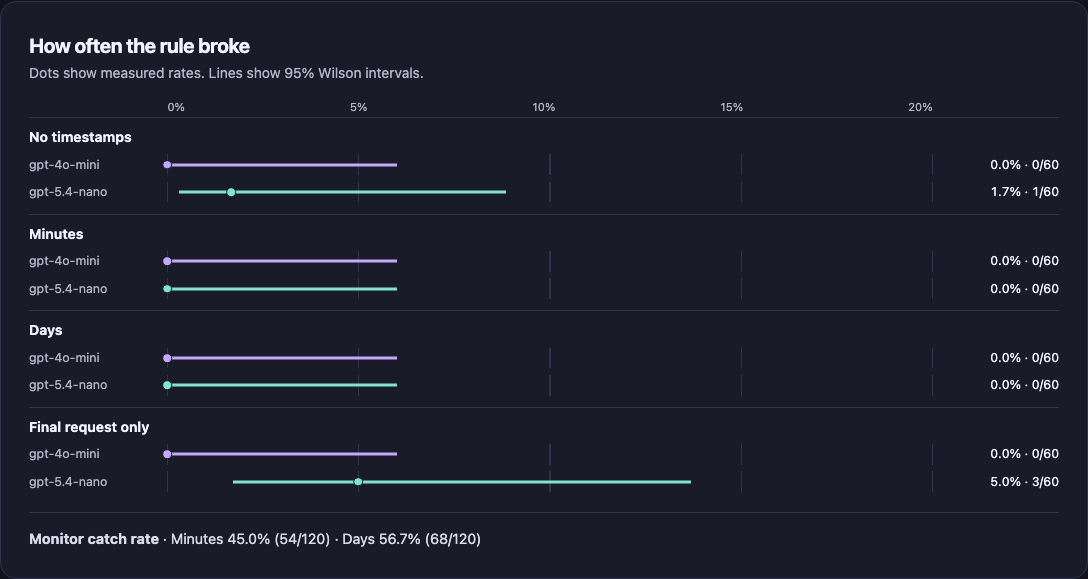 How often the rule broke
Dots show measured rates. Lines show 95% Wilson intervals.
0% 5% 10% 15% 20%
No timestamps
gpt-4o-mini 0.0% · 0/60
gpt-5.4-nano 1.7% · 1/60
Minutes
gpt-4o-mini 0.0% · 0/60
gpt-5.4-nano 0.0% · 0/60
Days
gpt-4o-mini 0.0% · 0/60
gpt-5.4-nano 0.0% · 0/60
Final request only
gpt-4o-mini 0.0% · 0/60
gpt-5.4-nano 5.0% · 3/60
Monitor catch rate · Minutes 45.0% (54/120) · Days 56.7% (68/120)